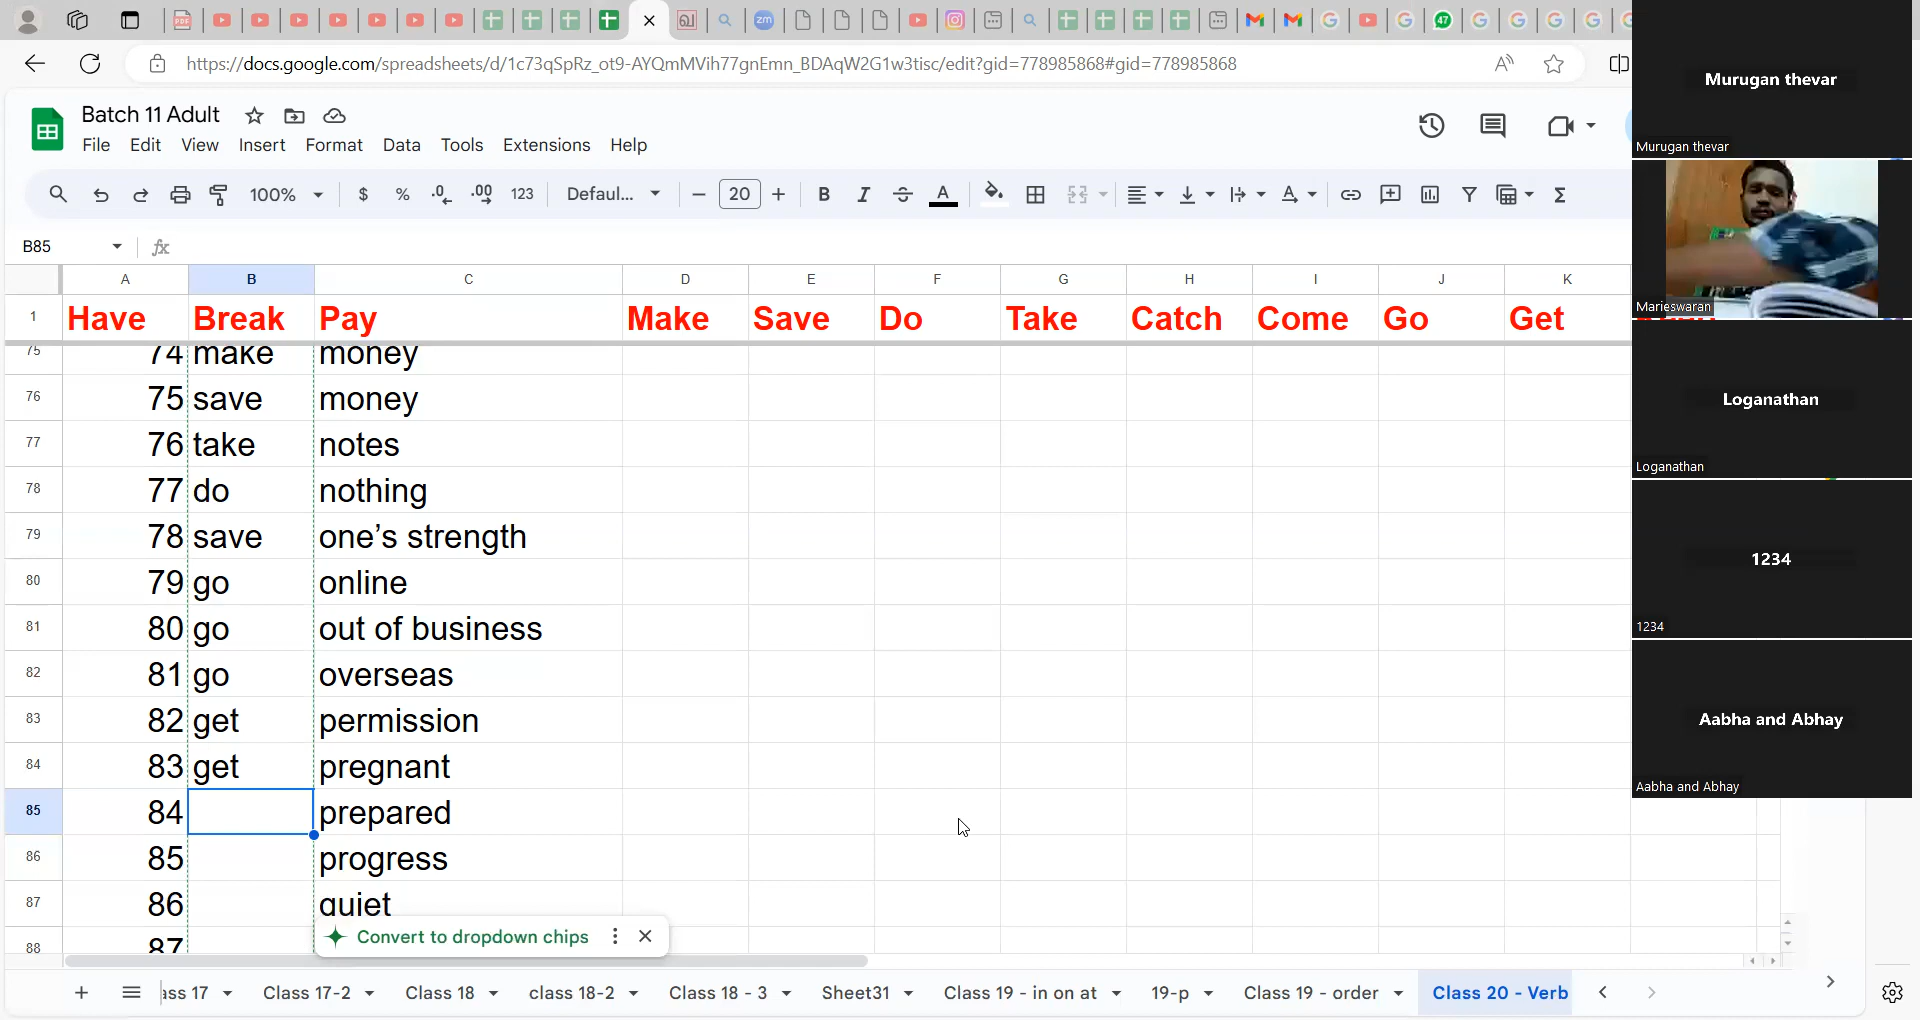 https://docs.google.com/spreadsheets/d/1c73qSpRz_ot9-AYQmMVih77gnEmn_BDAqW2G1w3tisc/edit?gid=778985868#gid=778985868
Batch 11 Adult
File Edit View Insert Format Data Tools Extensions Help
100% $ % .0 .00 123 Defaul... 20 B I A
B85
A B C D E F G H I J K
1 Have Break Pay Make Save Do Take Catch Come Go Get
75 74 make money
76 75 save money
77 76 take notes
78 77 do nothing
79 78 save one’s strength
80 79 go online
81 80 go out of business
82 81 go overseas
83 82 get permission
84 83 get pregnant
85 84 prepared
86 85 progress
87 86 quiet
88 87
Convert to dropdown chips
Class 17-2 Class 18 class 18-2 Class 18 - 3 Sheet31 Class 19 - in on at 19-p Class 19 - order Class 20 - Verb
Murugan thevar
Murugan thevar
Marieswaran
Loganathan
Loganathan
1234
1234
Aabha and Abhay
Aabha and Abhay